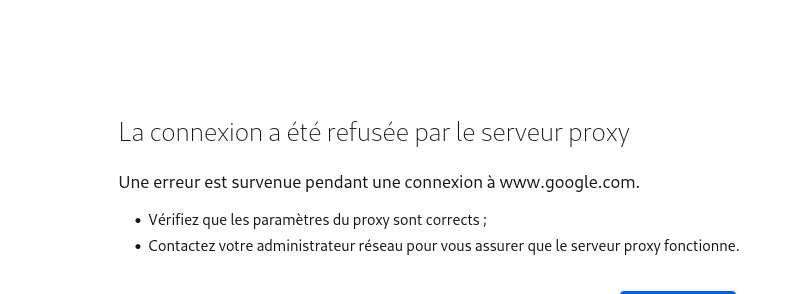 La connexion a été refusée par le serveur proxy
Une erreur est survenue pendant une connexion à www.google.com.
• Vérifiez que les paramètres du proxy sont corrects ;
• Contactez votre administrateur réseau pour vous assurer que le serveur proxy fonctionne.